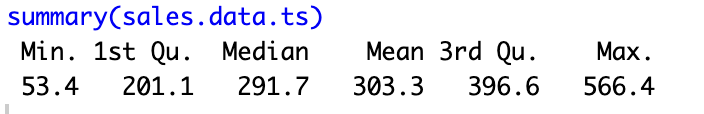 summary(sales.data.ts)
Min. 1st Qu. Median Mean 3rd Qu. Max.
53.4 201.1 291.7 303.3 396.6 566.4